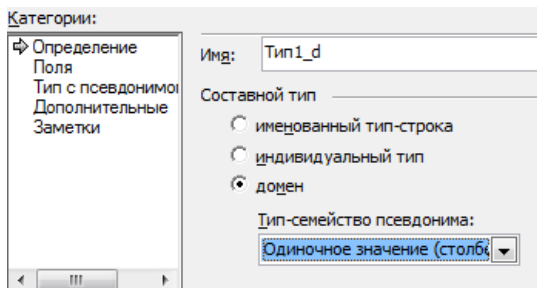 Категории:
Определение
Поля
Тип с псевдонимо
Дополнительные
Заметки
Имя: Тип1_d
Составной тип
именованный тип-строка
индивидуальный тип
домен
Тип-семейство псевдонима:
Одиночное значение (столбе